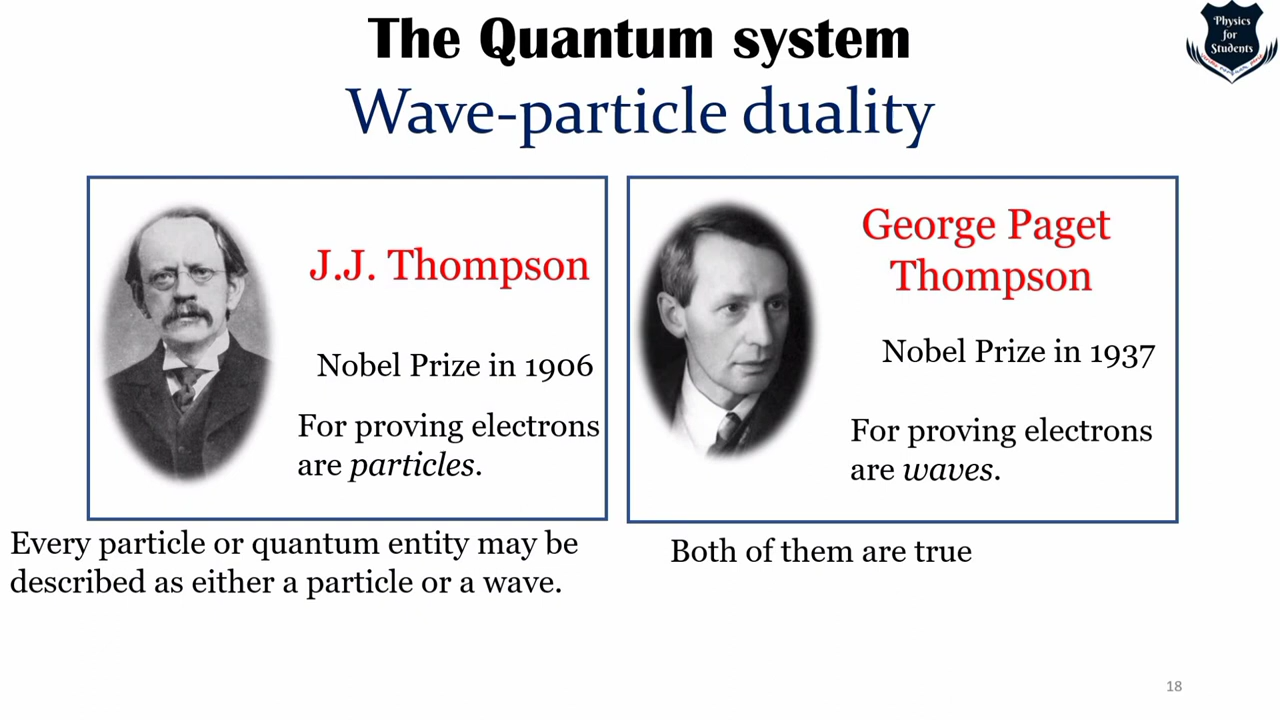 The Quantum system
Wave-particle duality
Physics
for
Students
J.J. Thompson
Nobel Prize in 1906
For proving electrons
are particles.
George Paget
Thompson
Nobel Prize in 1937
For proving electrons
are waves.
Every particle or quantum entity may be
described as either a particle or a wave.
Both of them are true
18